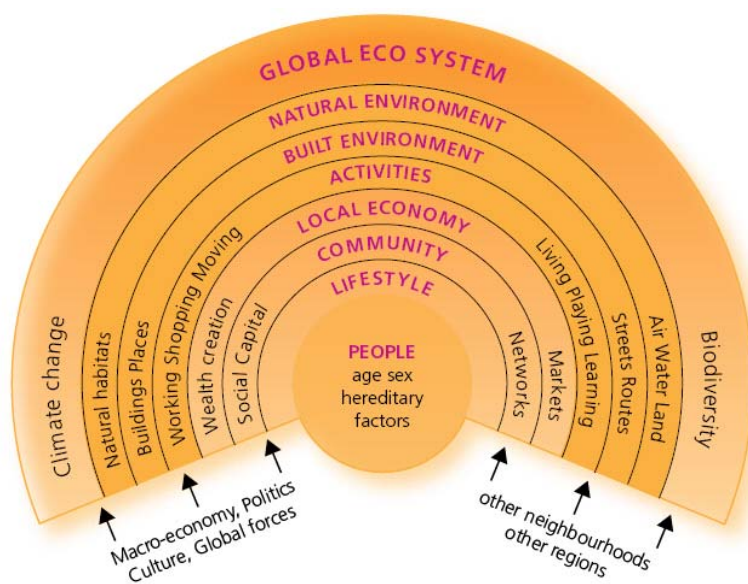 GLOBAL ECO SYSTEM
NATURAL ENVIRONMENT
BUILT ENVIRONMENT
ACTIVITIES
LOCAL ECONOMY
COMMUNITY
LIFESTYLE
PEOPLE
age sex
hereditary
factors
Climate change
Natural habitats
Buildings Places
Working Shopping Moving
Wealth creation
Social Capital
Networks
Markets
Living Playing Learning
Streets Routes
Air Water Land
Biodiversity
Macro-economy, Politics
Culture, Global forces
other neighbourhoods
other regions